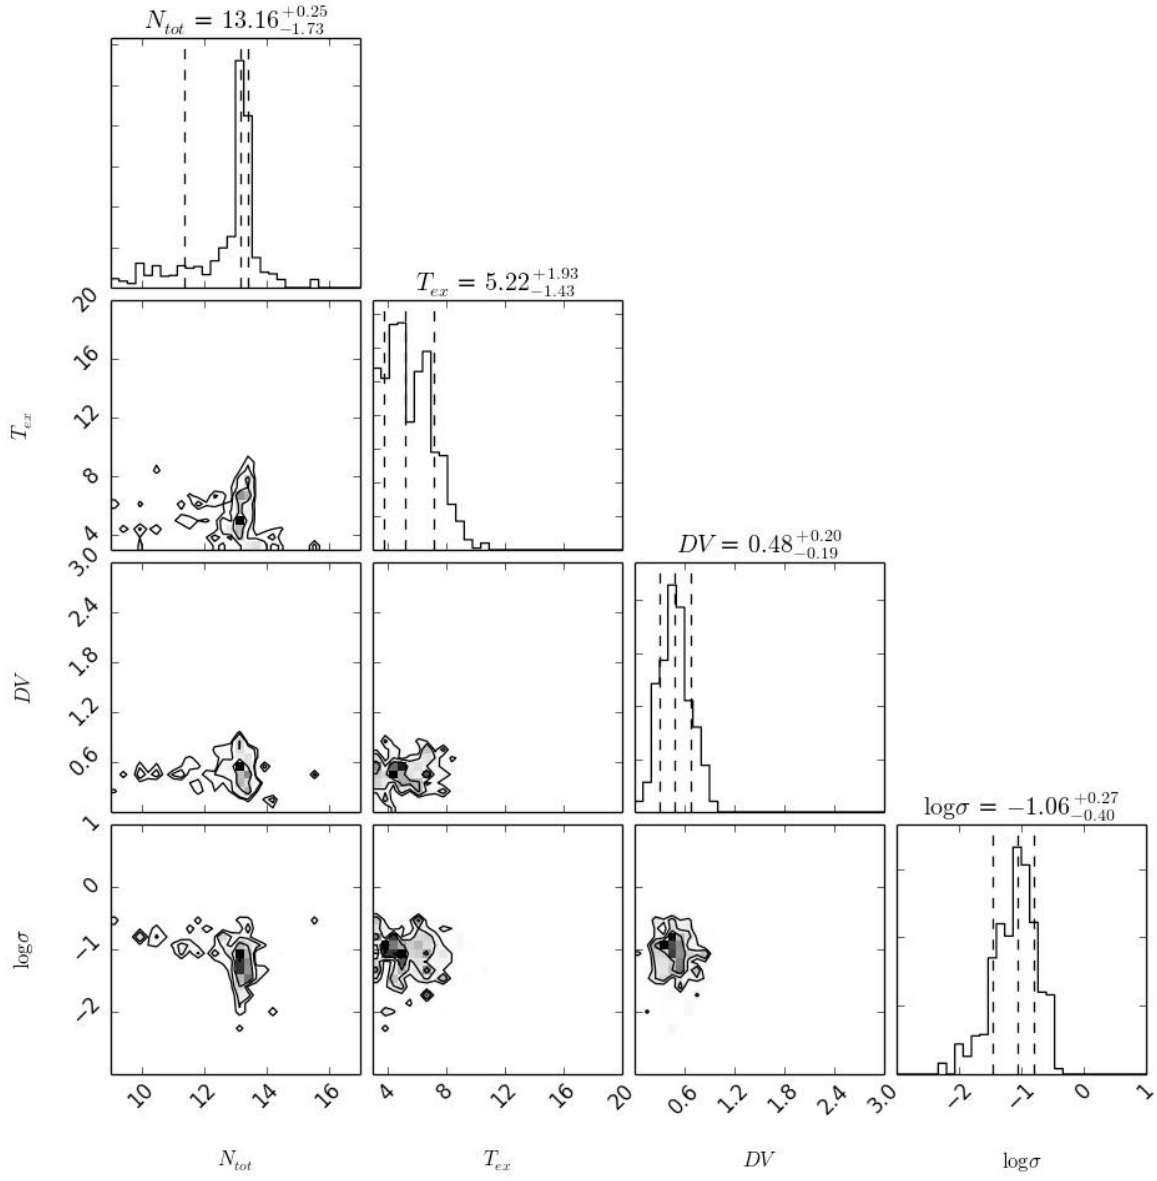 N_tot = 13.16 +0.25 −1.73
T_ex = 5.22 +1.93 −1.43
20
16
12
8
4
T_ex
DV = 0.48 +0.20 −0.19
3.0
2.4
1.8
1.2
0.6
DV
logσ = −1.06 +0.27 −0.40
1
0
−1
−2
logσ
10 12 14 16 4 8 12 16 20 0.6 1.2 1.8 2.4 3.0 −2 −1 0 1
N_tot T_ex DV logσ